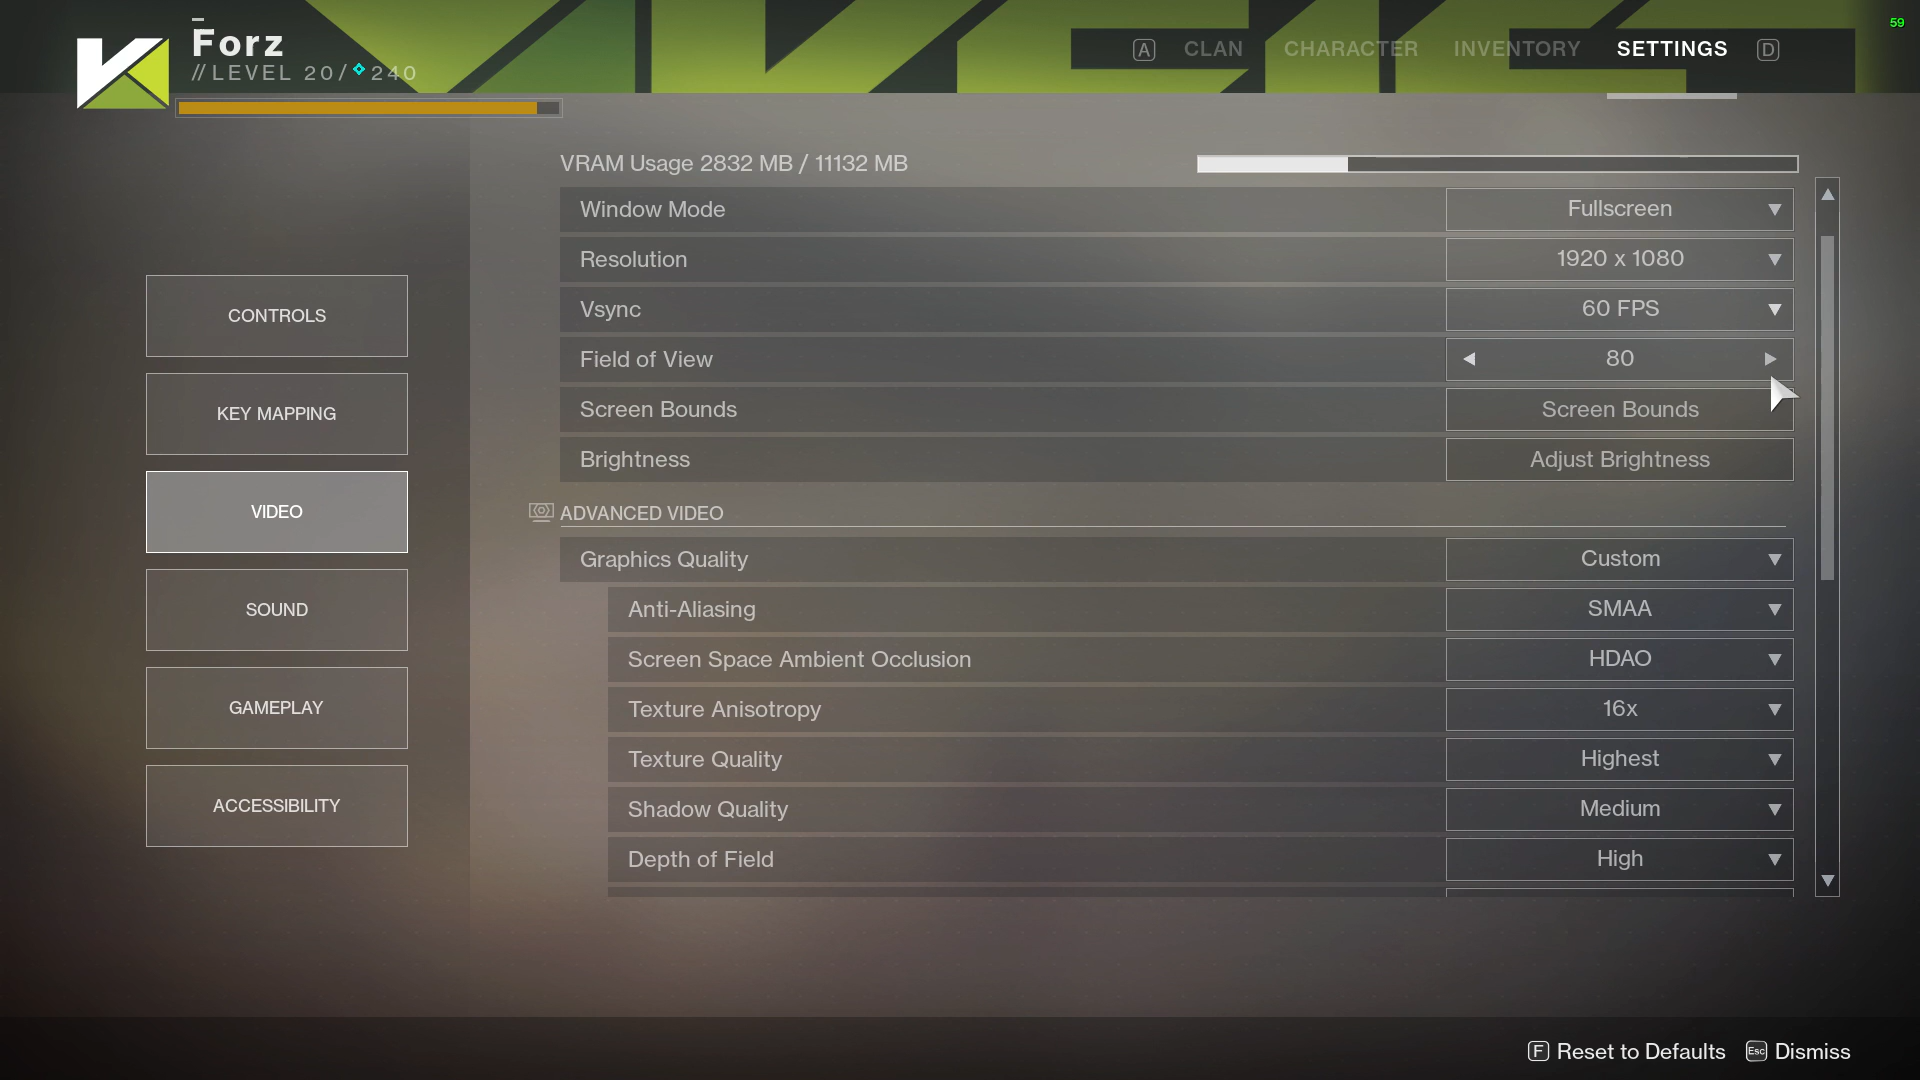 Forz
// LEVEL 20/ 240
A CLAN CHARACTER INVENTORY SETTINGS D
59
VRAM Usage 2832 MB / 11132 MB
Window Mode Fullscreen
Resolution 1920 x 1080
Vsync 60 FPS
Field of View 80
Screen Bounds Screen Bounds
Brightness Adjust Brightness
ADVANCED VIDEO
Graphics Quality Custom
Anti-Aliasing SMAA
Screen Space Ambient Occlusion HDAO
Texture Anisotropy 16x
Texture Quality Highest
Shadow Quality Medium
Depth of Field High
CONTROLS
KEY MAPPING
VIDEO
SOUND
GAMEPLAY
ACCESSIBILITY
F Reset to Defaults Esc Dismiss